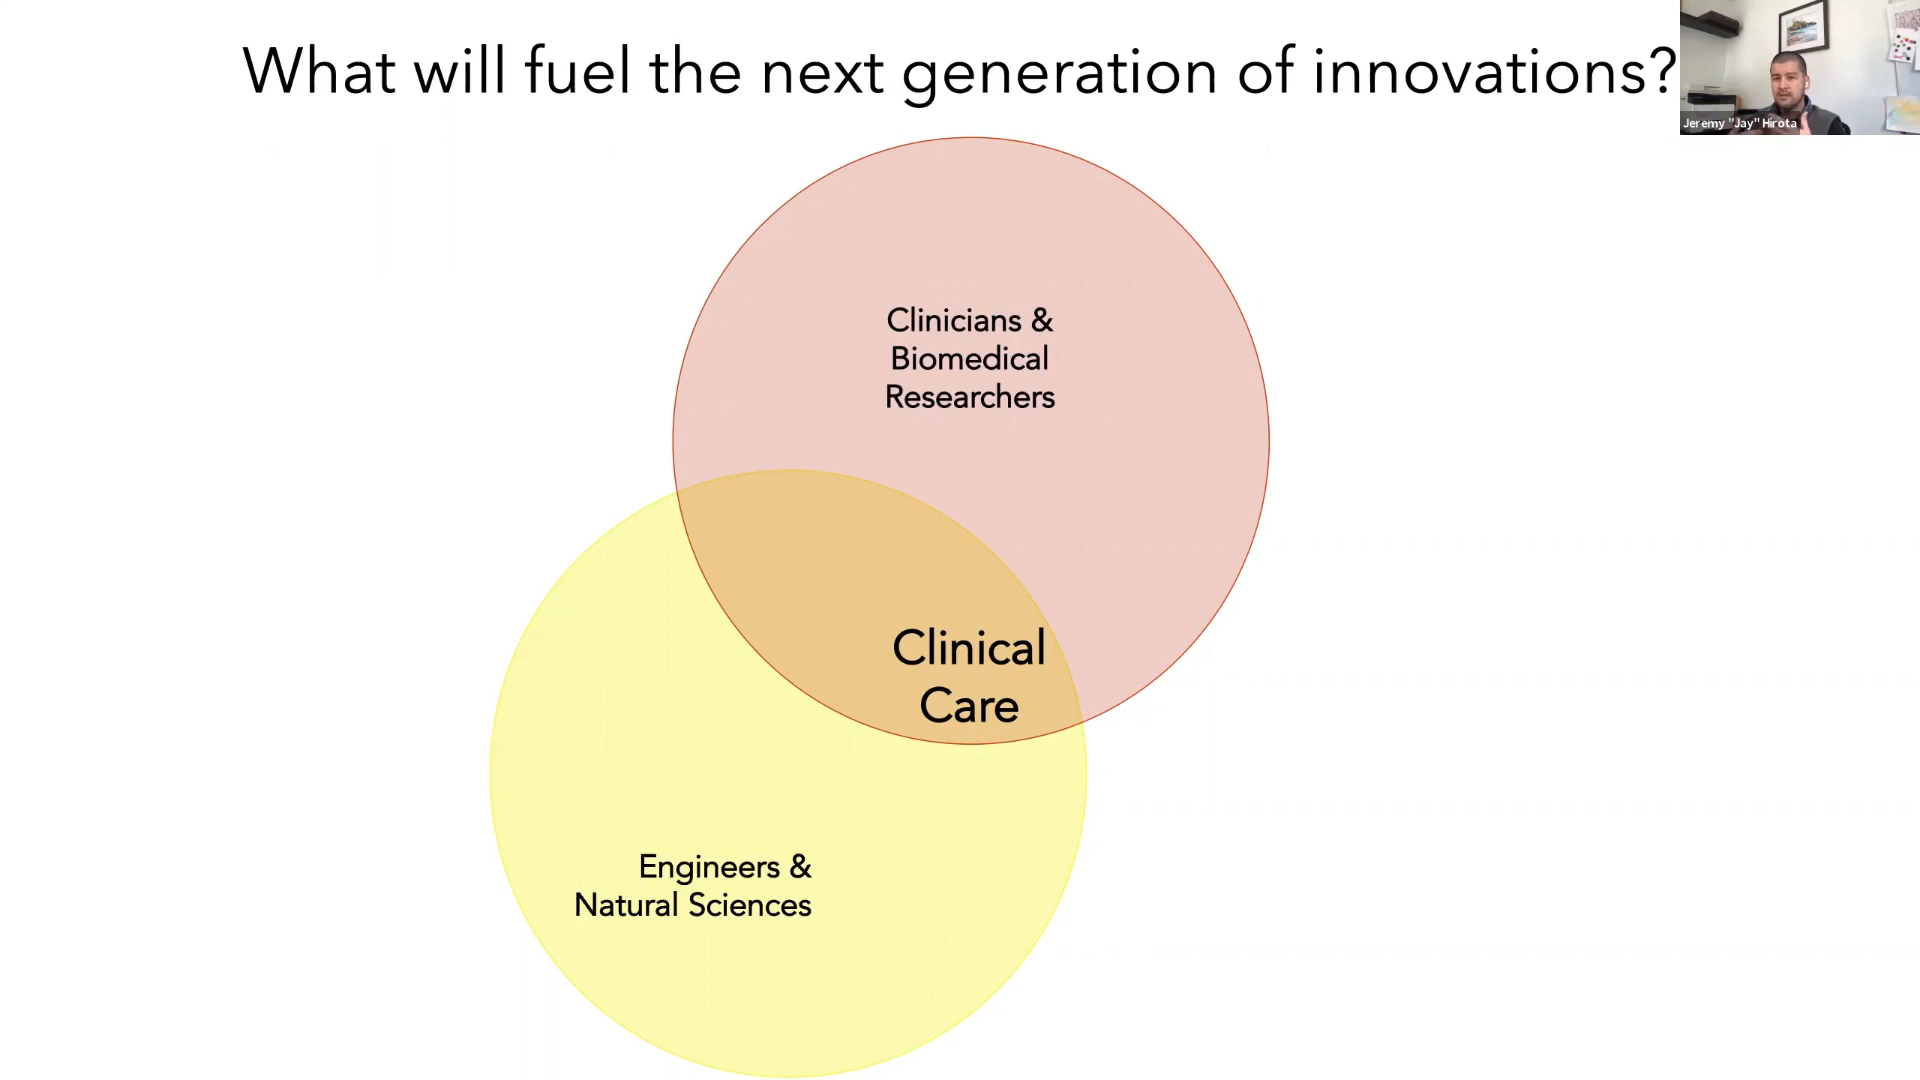 What will fuel the next generation of innovations?
Jeremy "Jay" Hirota
Clinicians &
Biomedical
Researchers
Clinical
Care
Engineers &
Natural Sciences